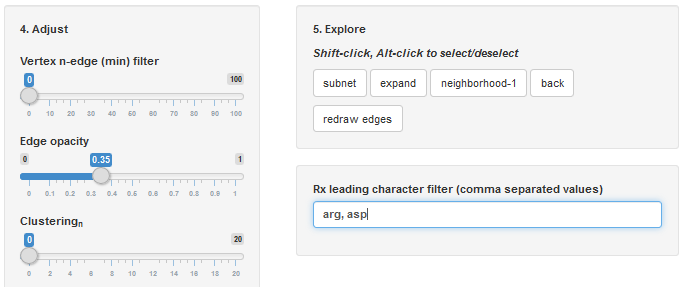 4. Adjust
Vertex n-edge (min) filter
0 100
0 10 20 30 40 50 60 70 80 90 100
Edge opacity
0 0.35 1
0 0.1 0.2 0.3 0.4 0.5 0.6 0.7 0.8 0.9 1
Clusteringn
0 20
0 2 4 6 8 10 12 14 16 18 20
5. Explore
Shift-click, Alt-click to select/deselect
subnet expand neighborhood-1 back
redraw edges
Rx leading character filter (comma separated values)
arg, asp